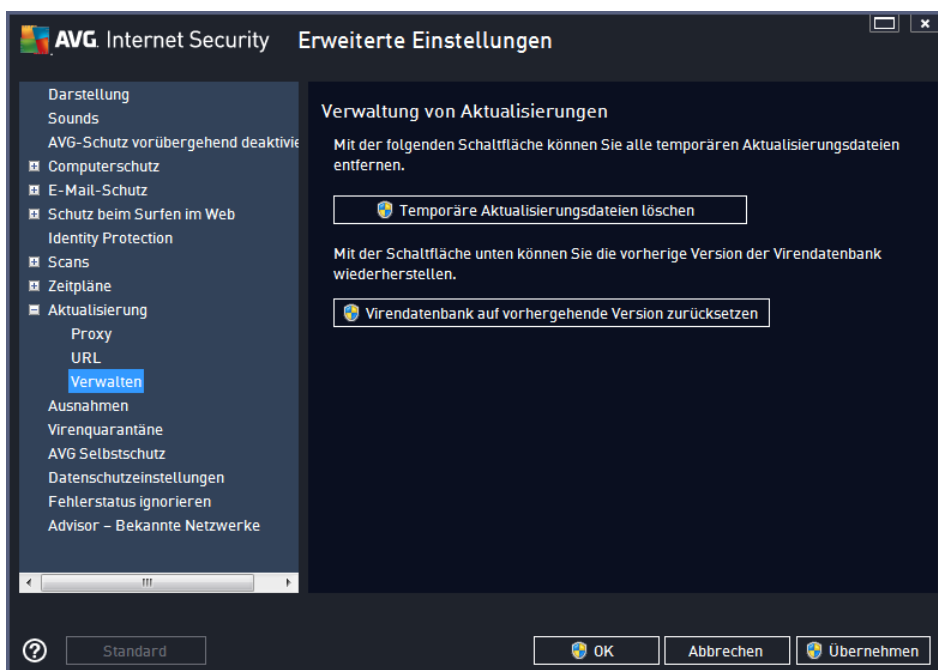 AVG. Internet Security Erweiterte Einstellungen
Darstellung
Sounds
AVG-Schutz vorübergehend deaktivie
Computerschutz
E-Mail-Schutz
Schutz beim Surfen im Web
Identity Protection
Scans
Zeitpläne
Aktualisierung
Proxy
URL
Verwalten
Ausnahmen
Virenquarantäne
AVG Selbstschutz
Datenschutzeinstellungen
Fehlerstatus ignorieren
Advisor – Bekannte Netzwerke
Verwaltung von Aktualisierungen
Mit der folgenden Schaltfläche können Sie alle temporären Aktualisierungsdateien
entfernen.
Temporäre Aktualisierungsdateien löschen
Mit der Schaltfläche unten können Sie die vorherige Version der Virendatenbank
wiederherstellen.
Virendatenbank auf vorhergehende Version zurücksetzen
? Standard OK Abbrechen Übernehmen